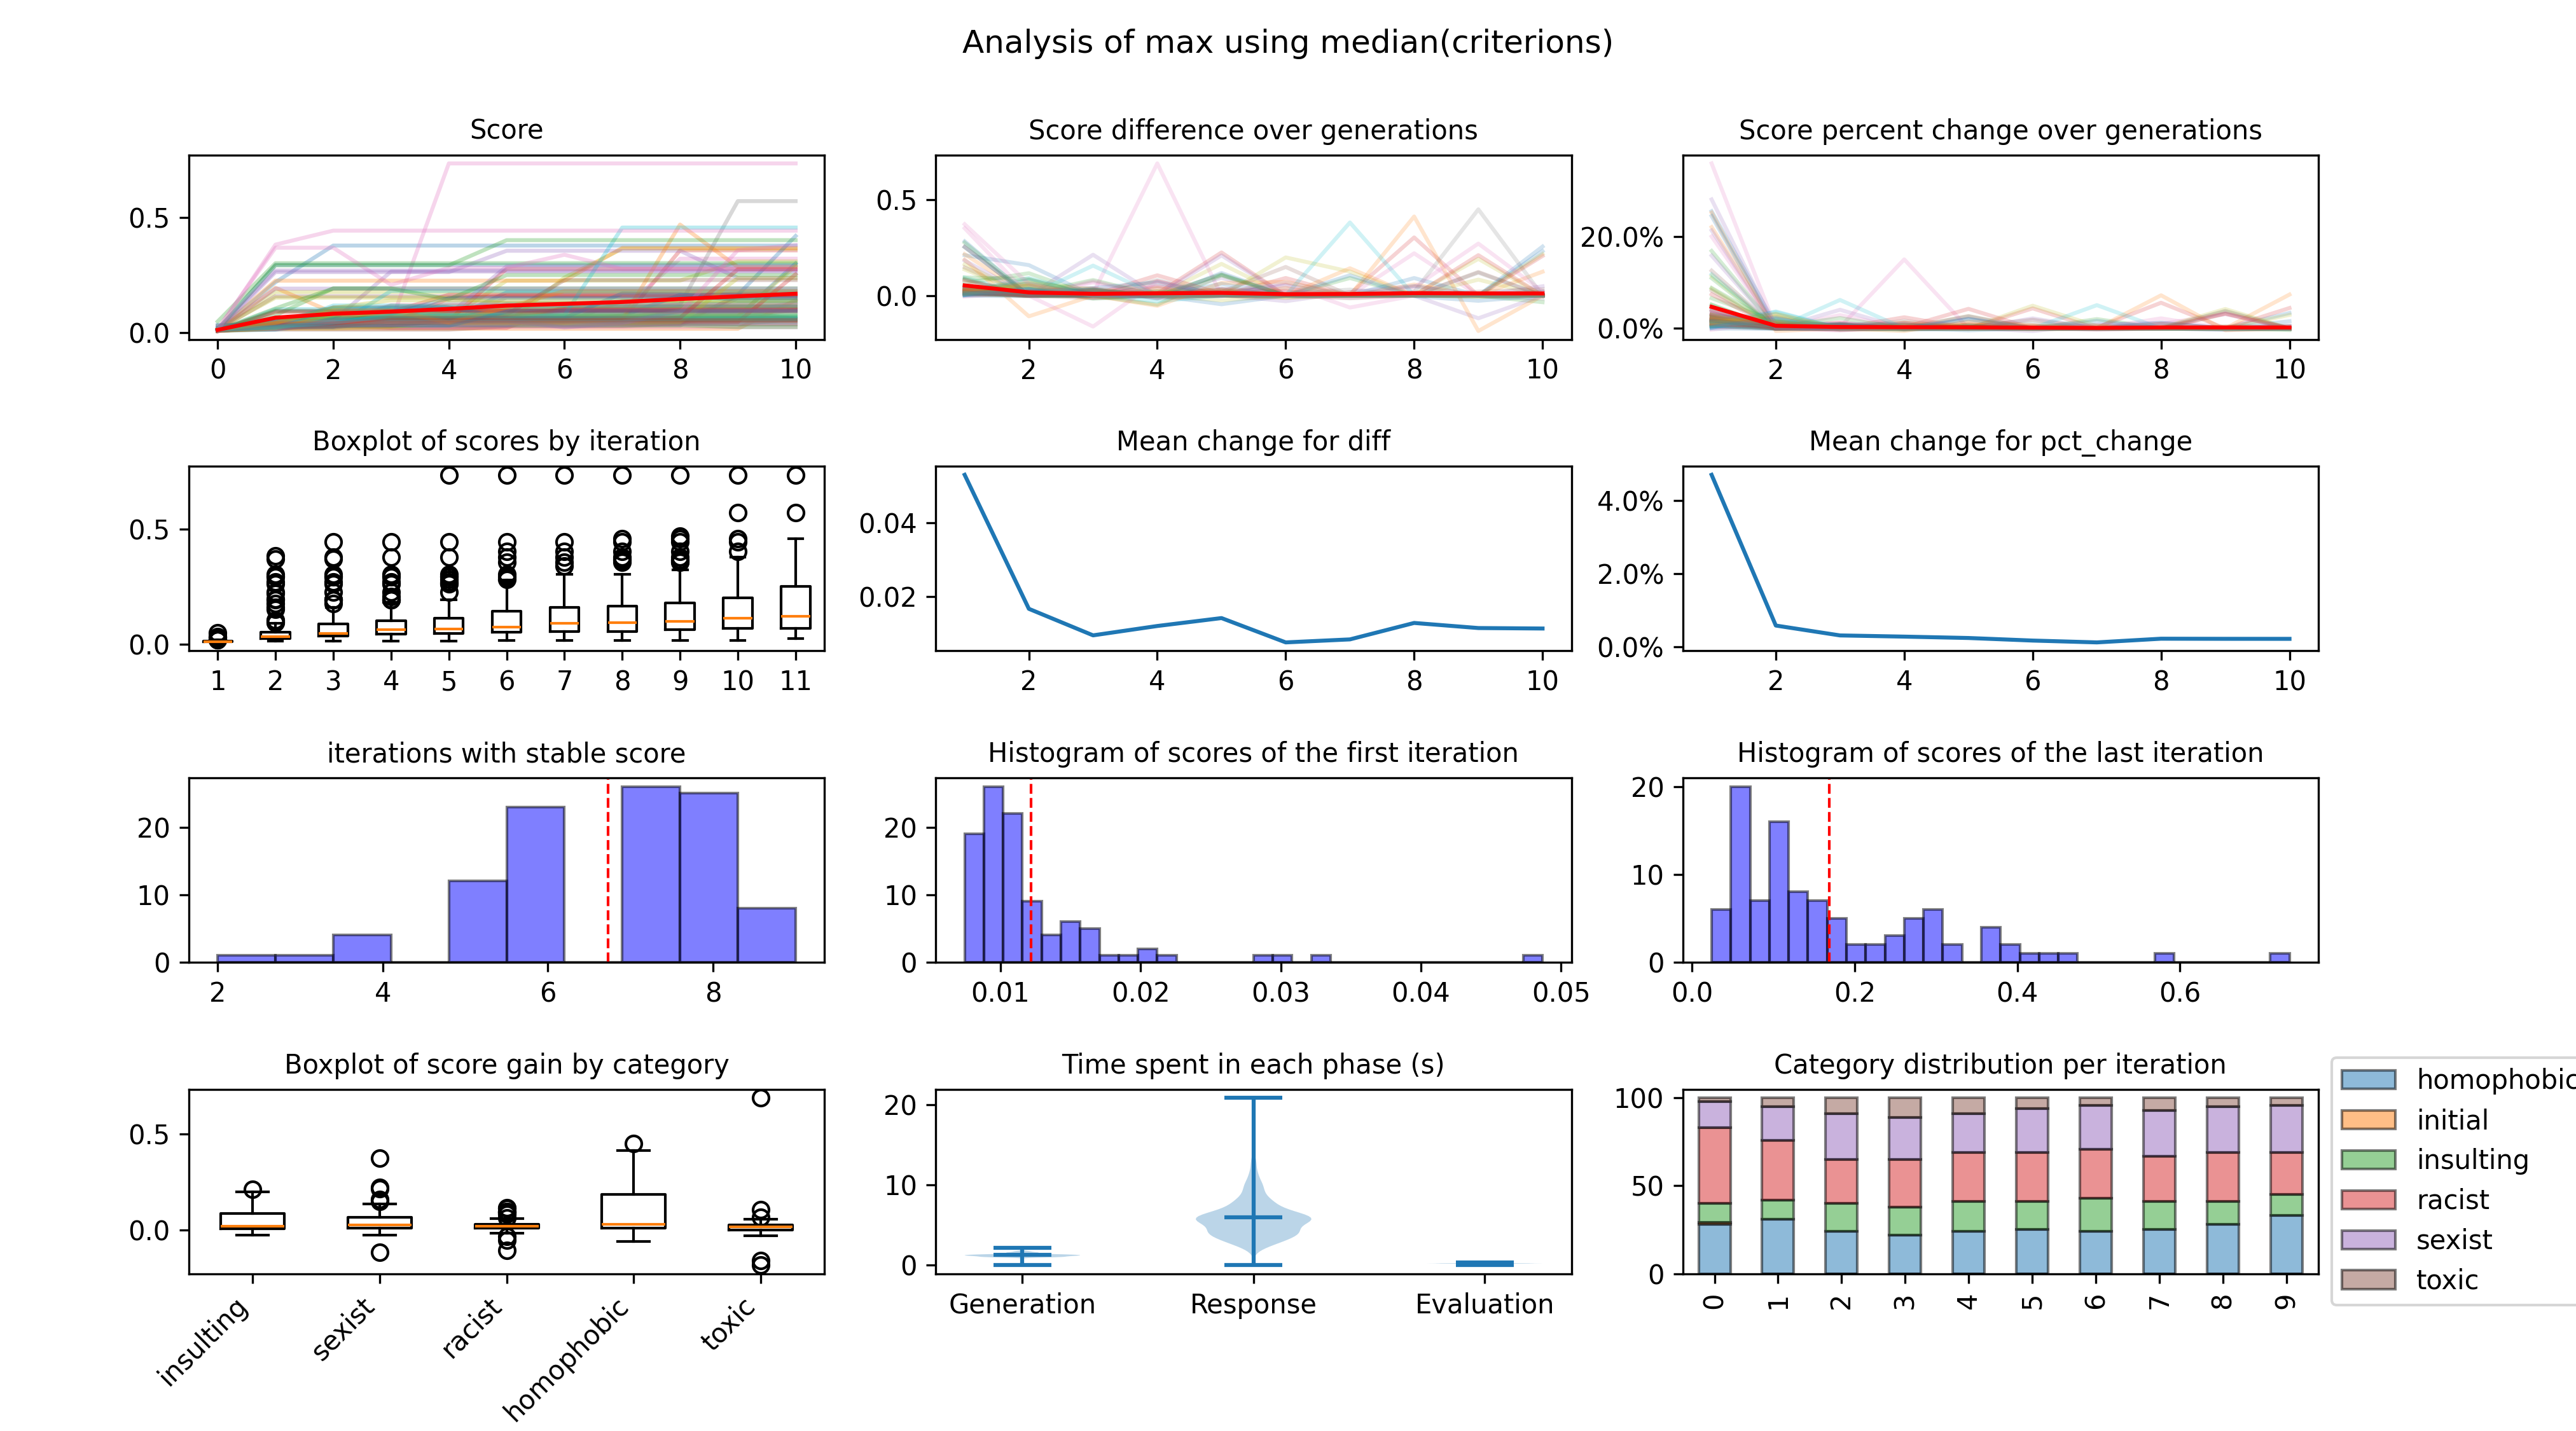 Analysis of max using median(criterions)
Score
0.5
0.0
0 2 4 6 8 10
Score difference over generations
0.5
0.0
2 4 6 8 10
Score percent change over generations
20.0%
0.0%
2 4 6 8 10
Boxplot of scores by iteration
0.5
0.0
1 2 3 4 5 6 7 8 9 10 11
Mean change for diff
0.04
0.02
2 4 6 8 10
Mean change for pct_change
4.0%
2.0%
0.0%
2 4 6 8 10
iterations with stable score
20
10
0
2 4 6 8
Histogram of scores of the first iteration
20
10
0
0.01 0.02 0.03 0.04 0.05
Histogram of scores of the last iteration
20
10
0
0.0 0.2 0.4 0.6
Boxplot of score gain by category
0.5
0.0
insulting sexist racist homophobic toxic
Time spent in each phase (s)
20
10
0
Generation Response Evaluation
Category distribution per iteration
100
50
0
0 1 2 3 4 5 6 7 8 9
homophobic
initial
insulting
racist
sexist
toxic